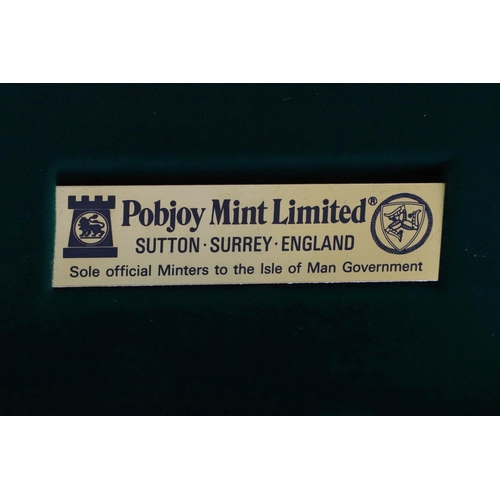 Pobjoy Mint Limited®
SUTTON · SURREY · ENGLAND
Sole official Minters to the Isle of Man Government